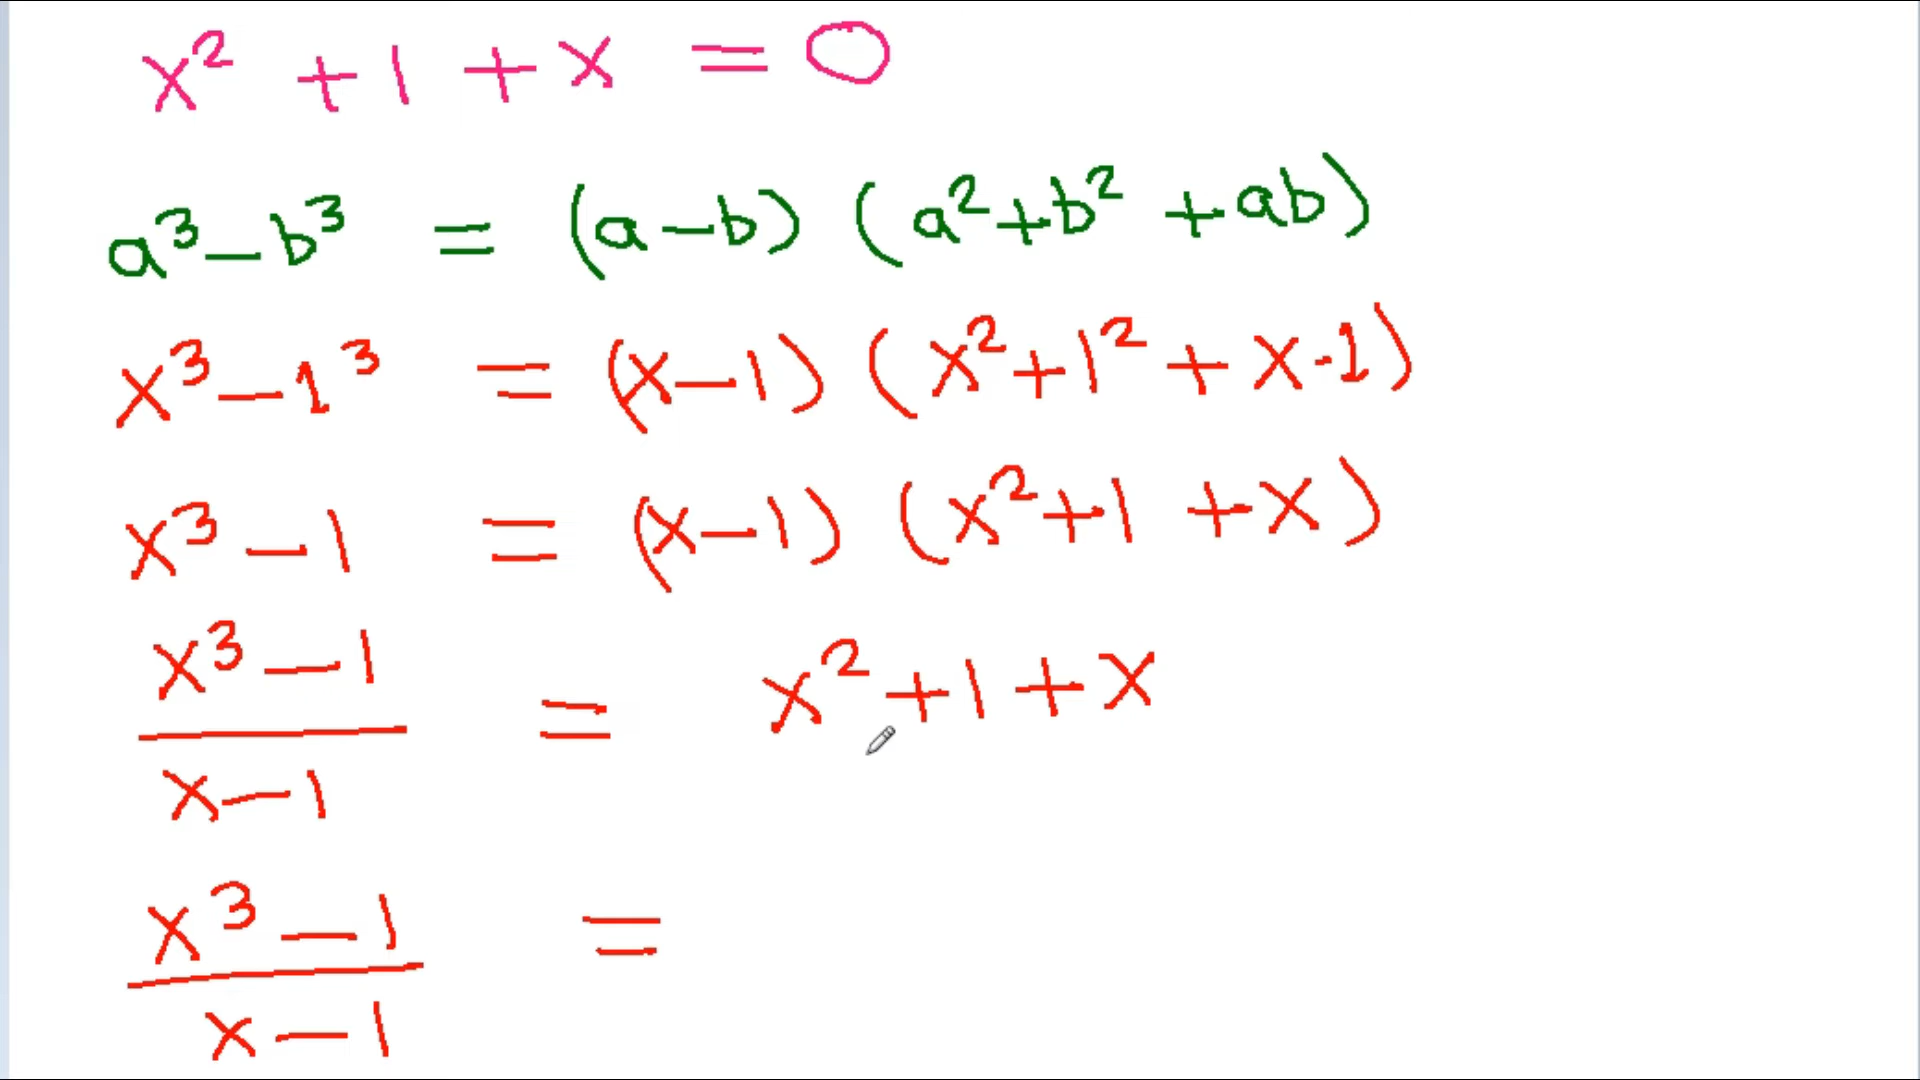 x² + 1 + x = 0
a³ - b³ = (a - b) (a² + b² + ab)
x³ - 1³ = (x - 1) (x² + 1² + x · 1)
x³ - 1 = (x - 1) (x² + 1 + x)
x³ - 1 / x - 1 = x² + 1 + x
x³ - 1 / x - 1 =